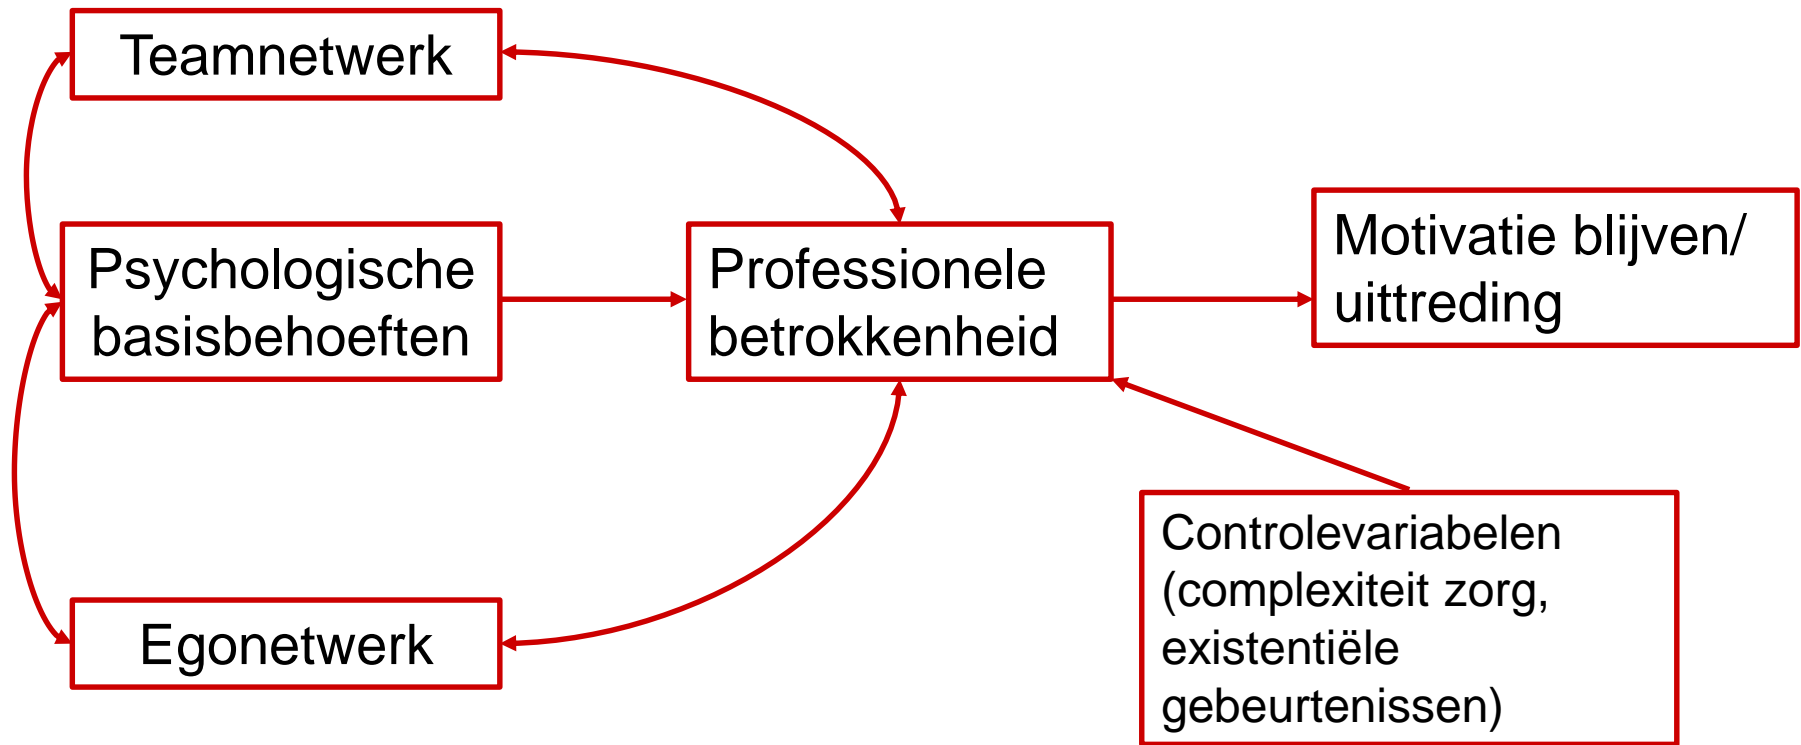 Teamnetwerk
Psychologische
basisbehoeften
Professionele
betrokkenheid
Motivatie blijven/
uittreding
Egonetwerk
Controlevariabelen
(complexiteit zorg,
existentiële
gebeurtenissen)